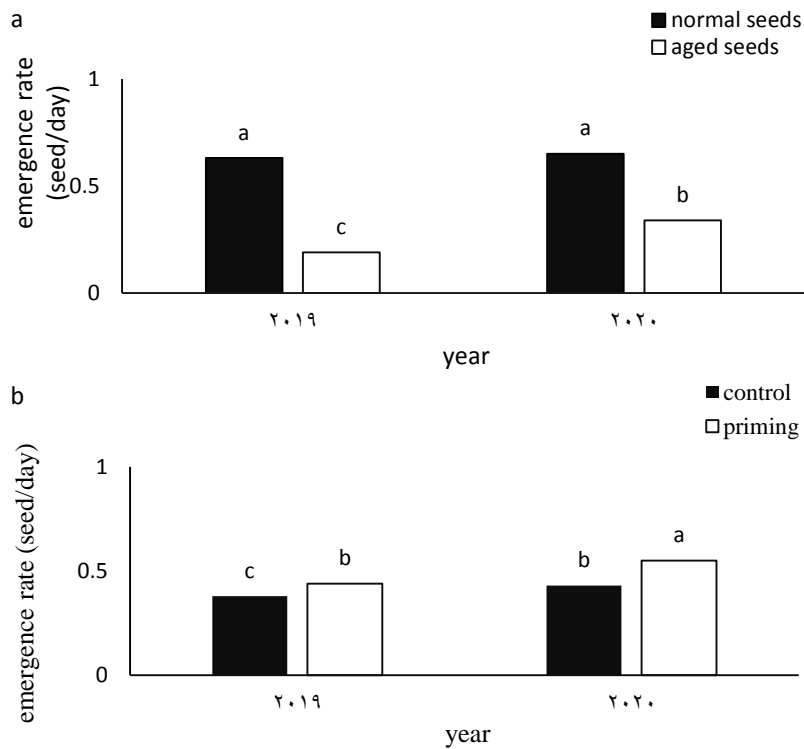 a
normal seeds
aged seeds
emergence rate
(seed/day)
1
0.5
0
a
c
a
b
۲۰۱۹
۲۰۲۰
year
b
control
priming
emergence rate (seed/day)
1
0.5
0
c
b
b
a
۲۰۱۹
۲۰۲۰
year